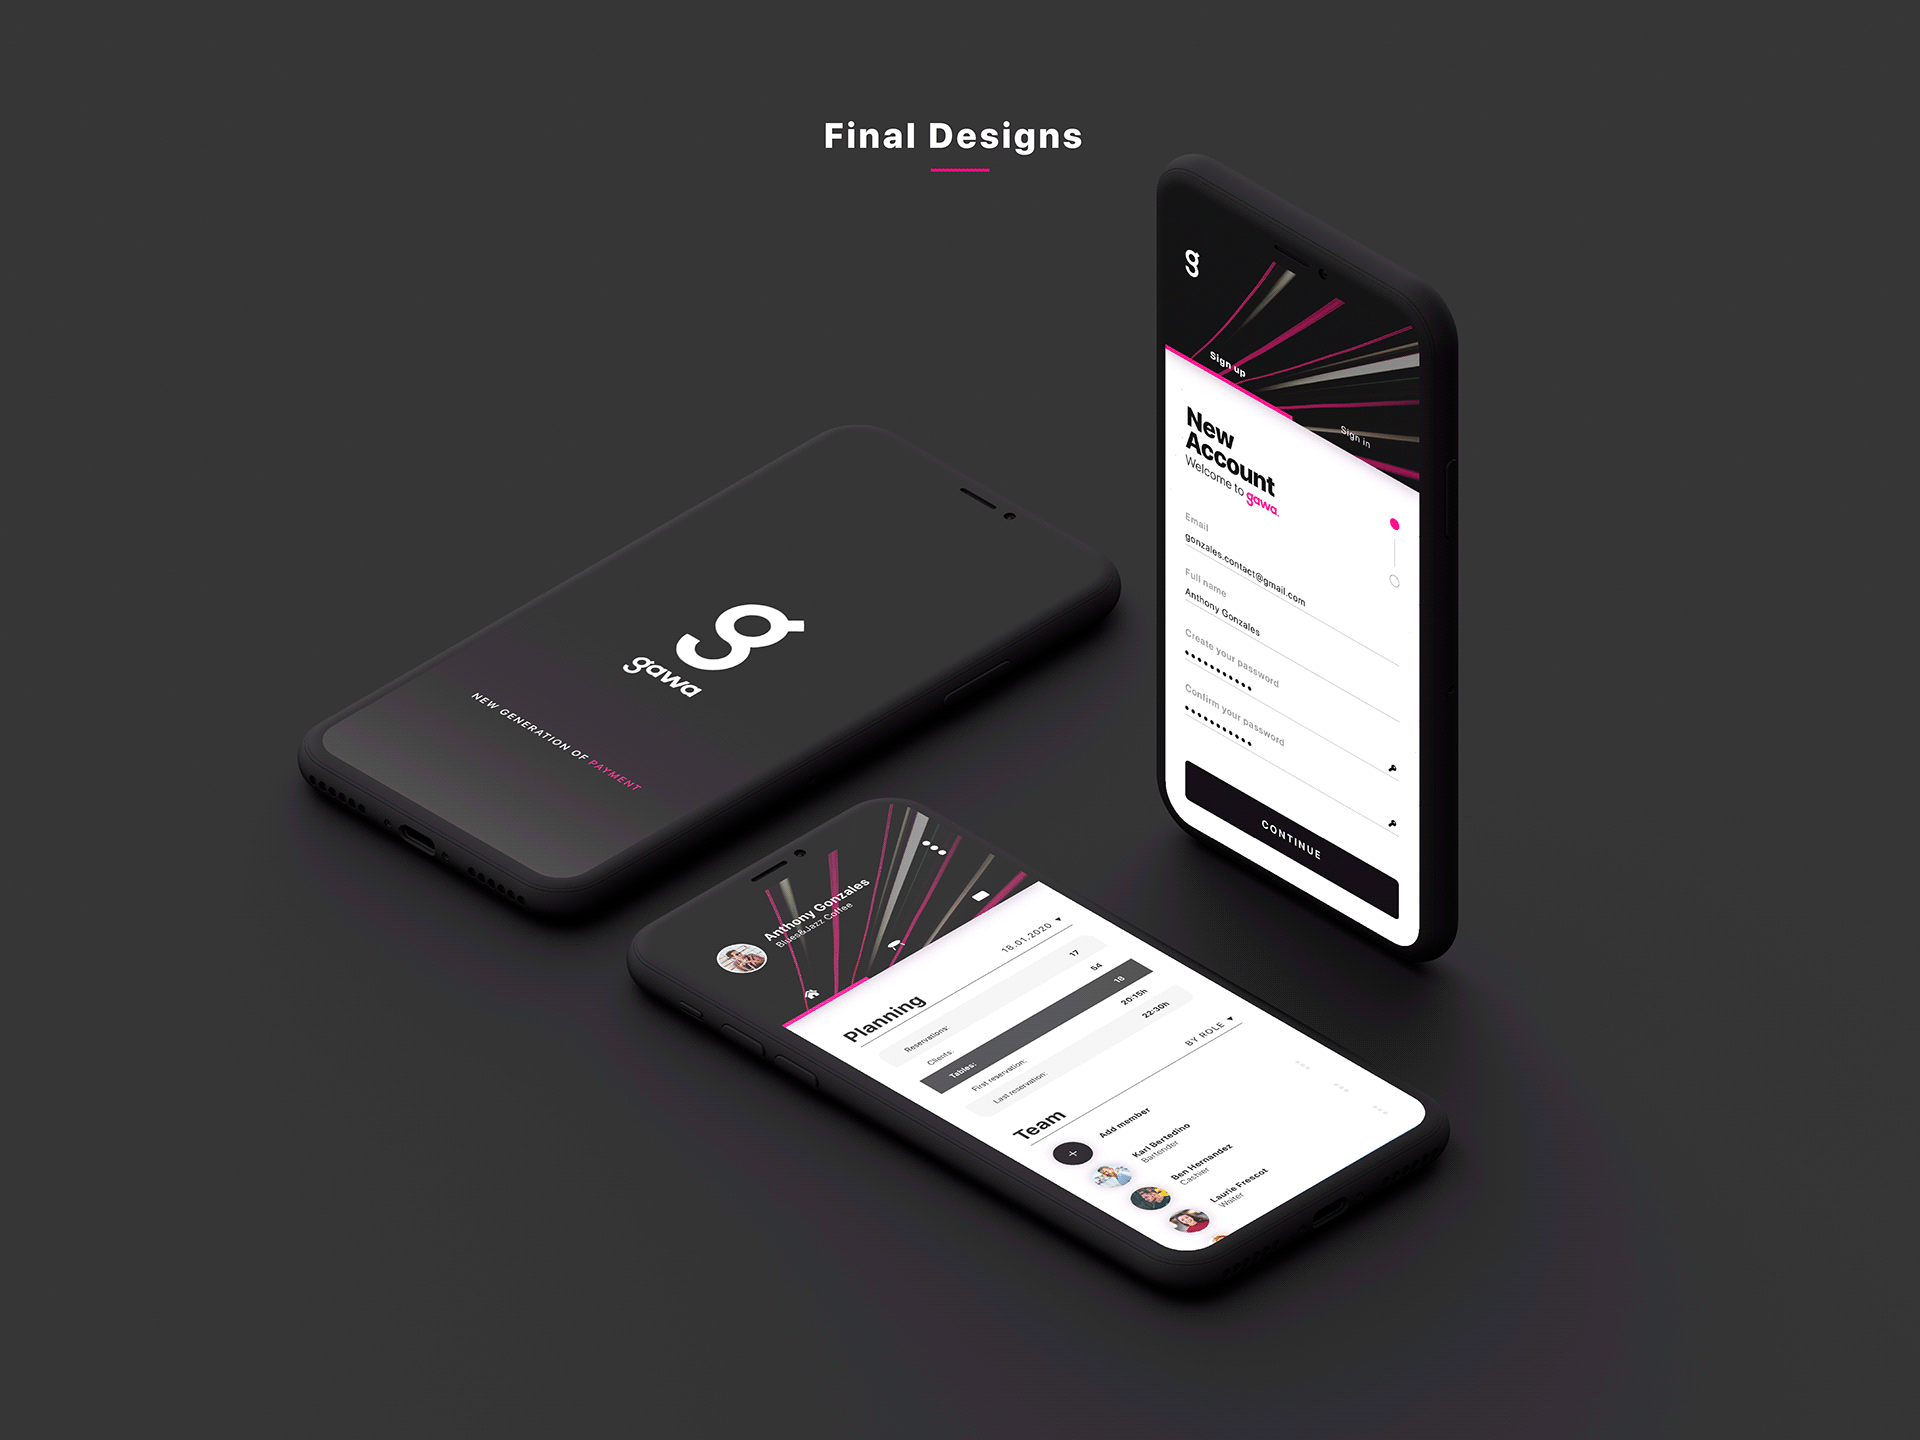 Final Designs
g
gawa
NEW GENERATION OF PAYMENT
g
Sign up
Sign in
New
Account
Welcome to gawa.
Email
gonzales.contact@gmail.com
Full name
Anthony Gonzales
Create your password
Confirm your password
CONTINUE
Anthony Gonzales
Blues&Jazz Coffee
18.01.2020
Planning
Reservations: 17
Clients: 54
Tables: 18
First reservation: 20:15h
Last reservation: 22:30h
BY ROLE
Team
Add member
Karl Bertedino
Bartender
Ben Hernandez
Cashier
Laurie Frescot
Waiter